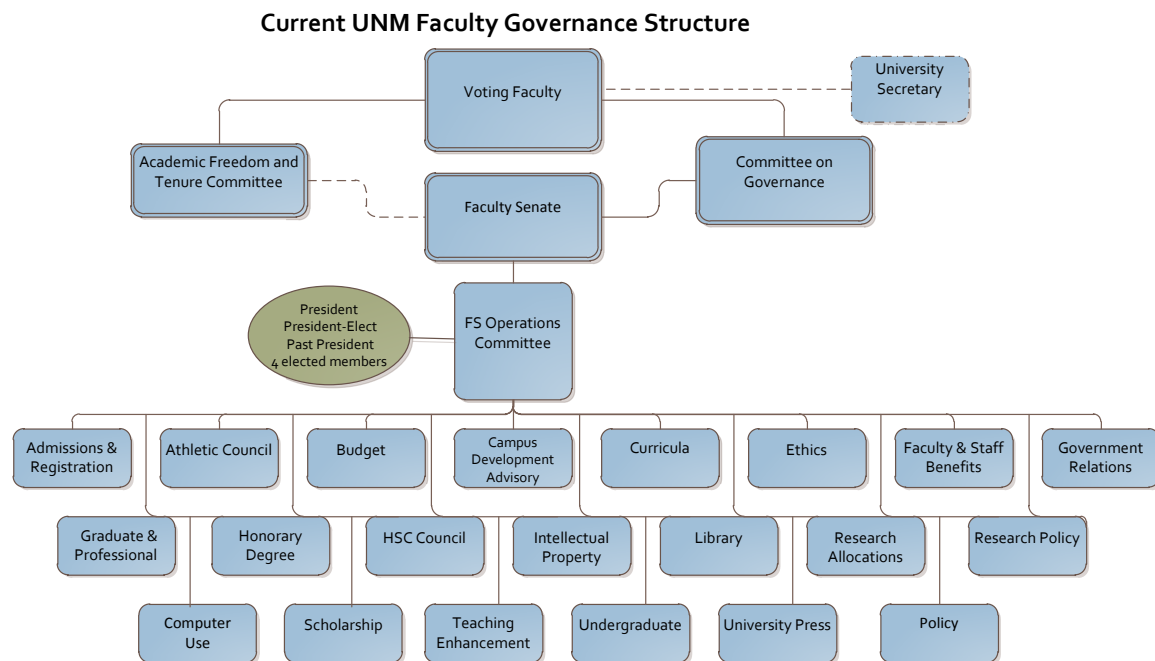 Current UNM Faculty Governance Structure
Voting Faculty
University
Secretary
Academic Freedom and
Tenure Committee
Committee on
Governance
Faculty Senate
President
President-Elect
Past President
4 elected members
FS Operations
Committee
Admissions &
Registration
Athletic Council
Budget
Campus
Development
Advisory
Curricula
Ethics
Faculty & Staff
Benefits
Government
Relations
Graduate &
Professional
Honorary
Degree
HSC Council
Intellectual
Property
Library
Research
Allocations
Research Policy
Computer
Use
Scholarship
Teaching
Enhancement
Undergraduate
University Press
Policy